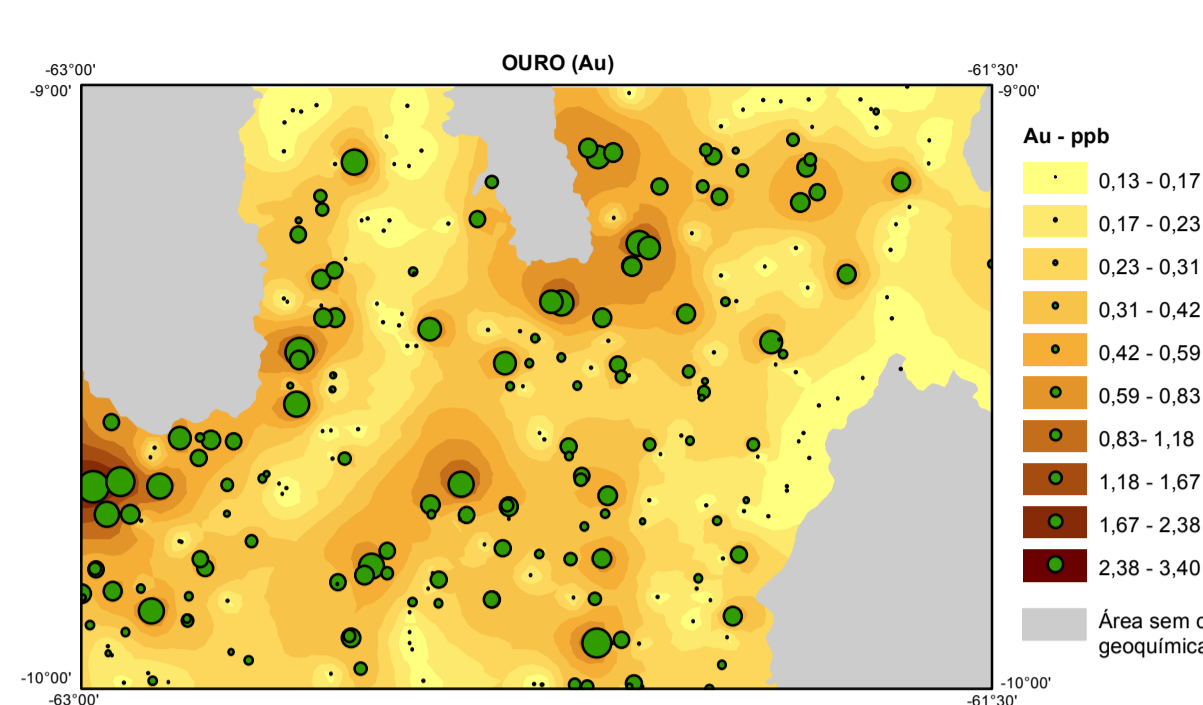 OURO (Au)
-63°00'
-61°30'
-9°00'
-9°00'
Au - ppb
0,13 - 0,17
0,17 - 0,23
0,23 - 0,31
0,31 - 0,42
0,42 - 0,59
0,59 - 0,83
0,83- 1,18
1,18 - 1,67
1,67 - 2,38
2,38 - 3,40
Área sem
geoquímica
-10°00'
-10°00'
-63°00'
-61°30'